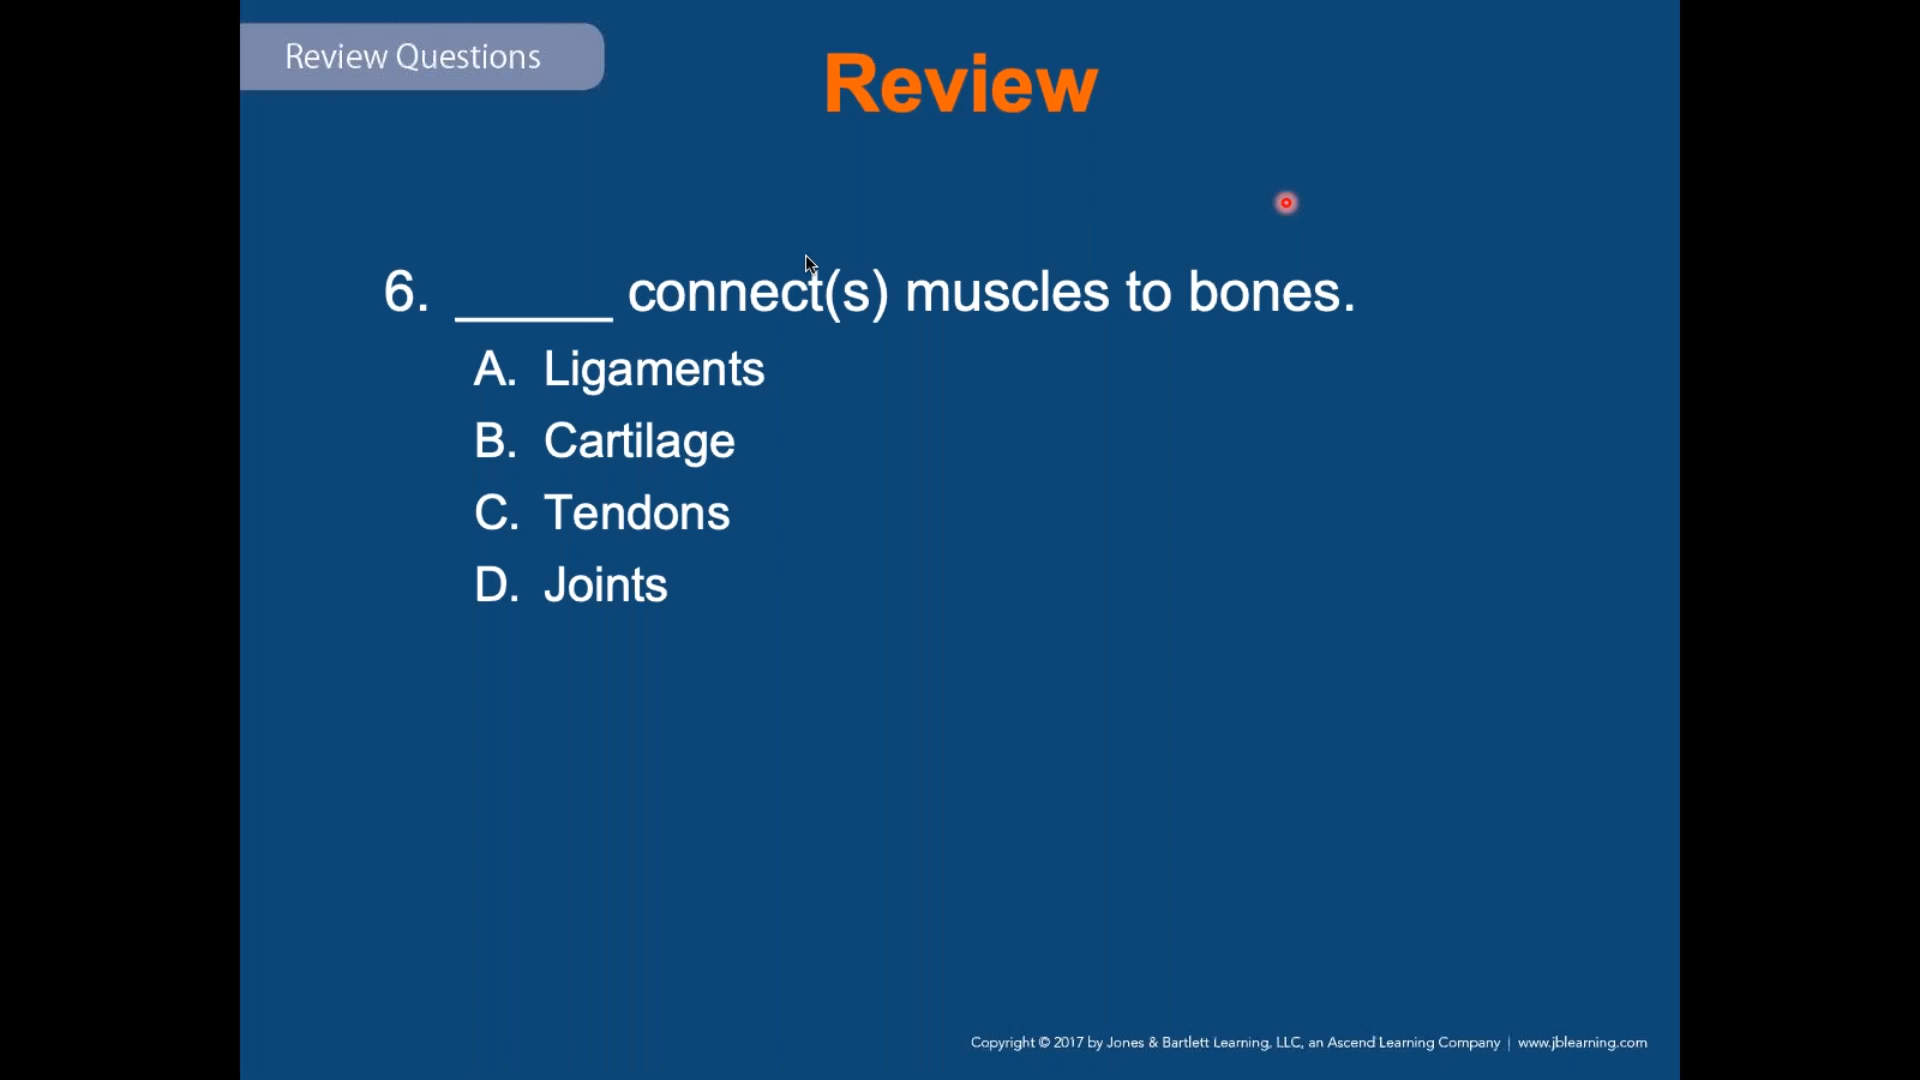 Review Questions
Review
6. _____ connect(s) muscles to bones.
A. Ligaments
B. Cartilage
C. Tendons
D. Joints
Copyright © 2017 by Jones & Bartlett Learning, LLC, an Ascend Learning Company | www.jblearning.com